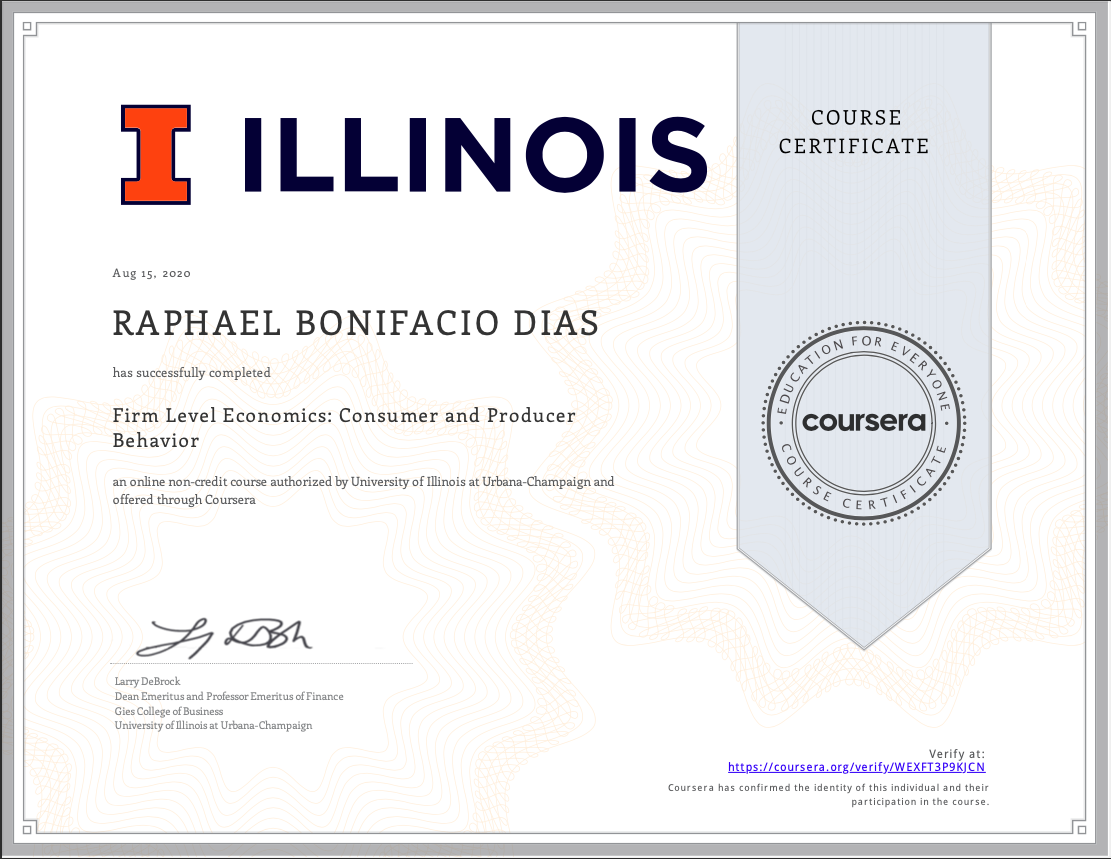 I ILLINOIS
COURSE
CERTIFICATE
Aug 15, 2020
RAPHAEL BONIFACIO DIAS
has successfully completed
Firm Level Economics: Consumer and Producer
Behavior
an online non-credit course authorized by University of Illinois at Urbana-Champaign and
offered through Coursera
EDUCATION FOR EVERYONE
coursera
COURSE CERTIFICATE
Larry DeBrock
Dean Emeritus and Professor Emeritus of Finance
Gies College of Business
University of Illinois at Urbana-Champaign
Verify at:
https://coursera.org/verify/WEXFT3P9KJCN
Coursera has confirmed the identity of this individual and their
participation in the course.